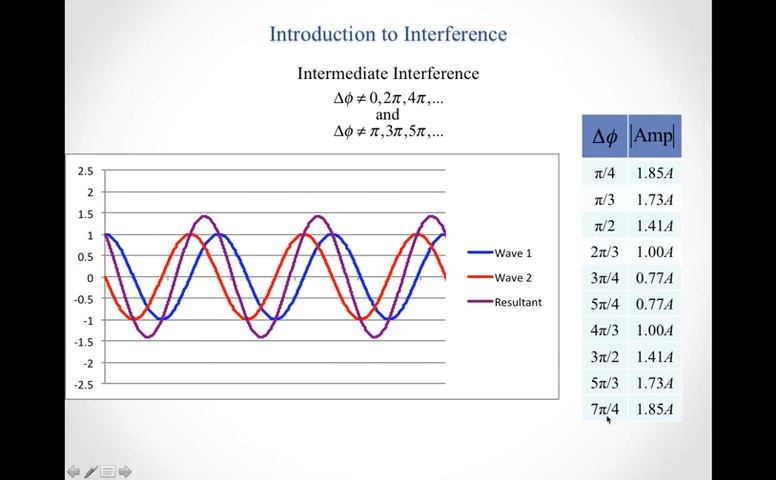 Introduction to Interference
Intermediate Interference
Δϕ ≠ 0,2π,4π,...
and
Δϕ ≠ π,3π,5π,...
2.5
2
1.5
1
0.5
0
-0.5
-1
-1.5
-2
-2.5
Wave 1
Wave 2
Resultant
Δϕ |Amp|
π/4 1.85A
π/3 1.73A
π/2 1.41A
2π/3 1.00A
3π/4 0.77A
5π/4 0.77A
4π/3 1.00A
3π/2 1.41A
5π/3 1.73A
7π/4 1.85A